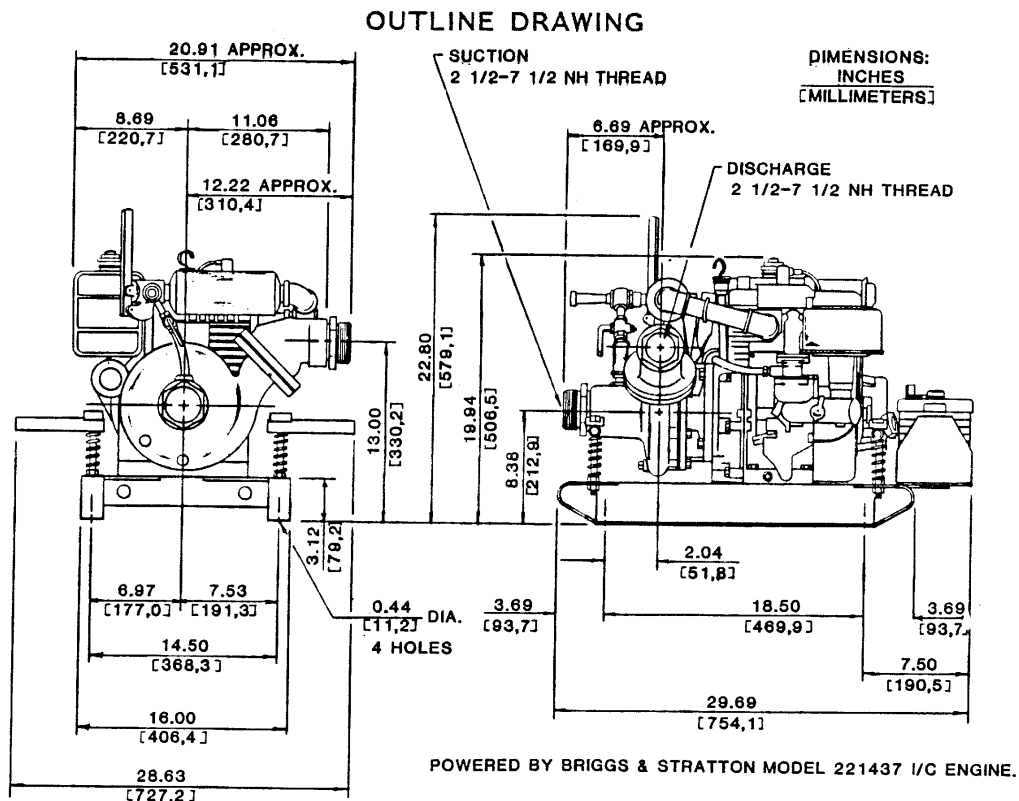 OUTLINE DRAWING
20.91 APPROX.
[531,1]
SUCTION
2 1/2-7 1/2 NH THREAD
DIMENSIONS:
INCHES
[MILLIMETERS]
8.69
[220,7]
11.06
[280,7]
6.69 APPROX.
[169,9]
12.22 APPROX.
[310,4]
DISCHARGE
2 1/2-7 1/2 NH THREAD
22.80
[579,1]
19.94
[506,5]
13.00
[330,2]
8.38
[212,9]
3.12
[79,2
2.04
[51,8]
6.97
[177,0]
7.53
[191,3]
0.44
[11,2]
DIA.
4 HOLES
3.69
[93,7]
18.50
[469,9]
3.69
[93,7
14.50
[368,3]
7.50
[190,5]
16.00
[406,4]
29.69
[754,1]
28.63
[727,2]
POWERED BY BRIGGS & STRATTON MODEL 221437 I/C ENGINE.